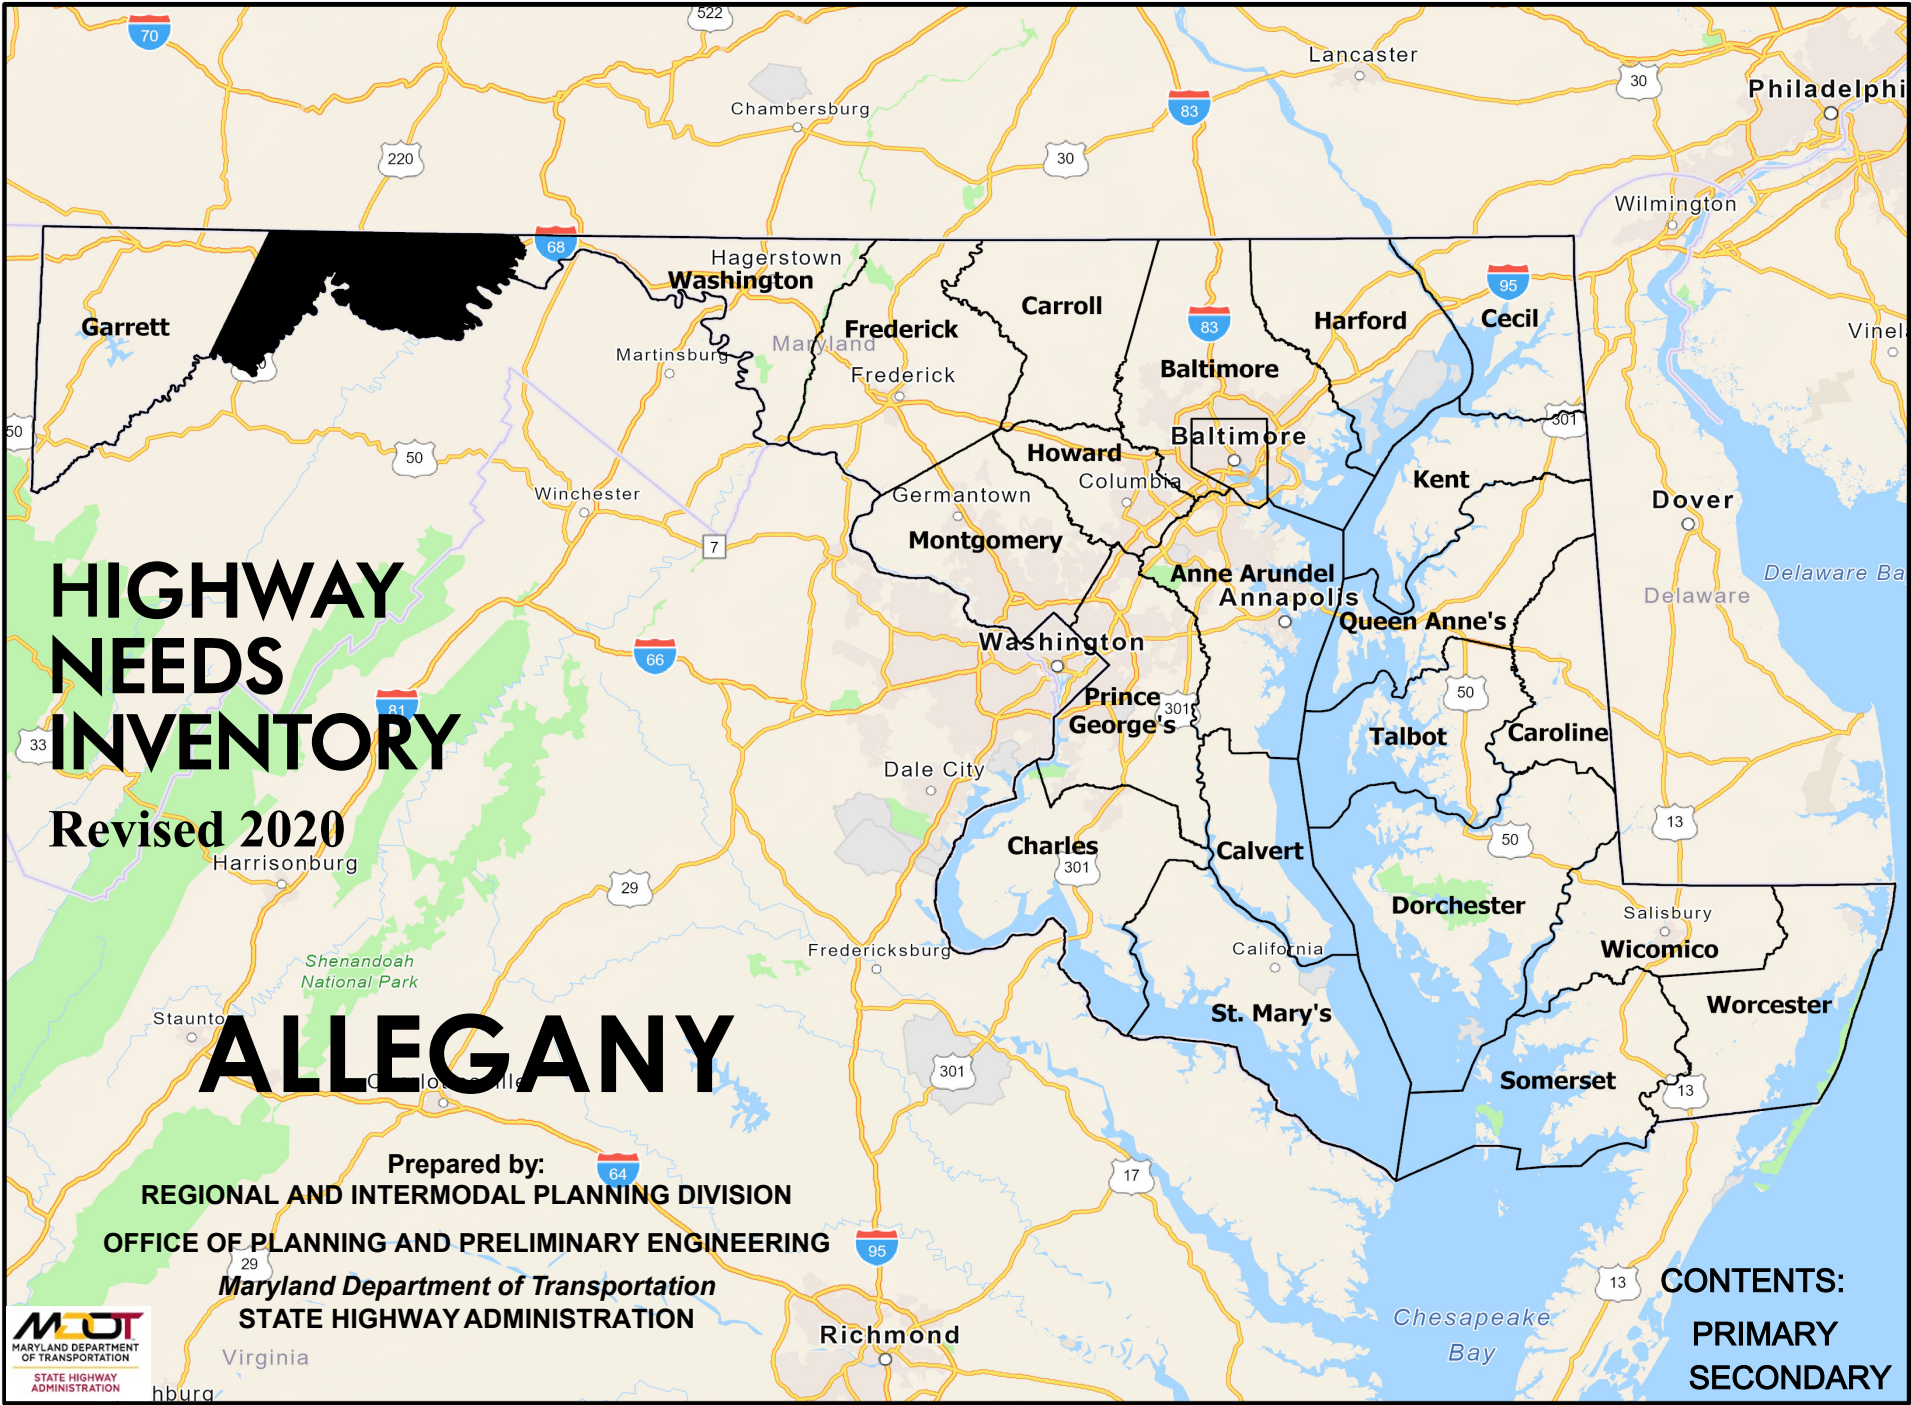 522
70
Lancaster
30
Philadelphi
Chambersburg
83
220
30
Wilmington
68
Hagerstown
Washington
95
Garrett
Carroll
Harford
Cecil
83
Frederick
Maryland
Vinel
Martinsburg
Baltimore
Frederick
301
50
Baltimore
50
Howard
Kent
Columbia
Winchester
Germantown
Dover
7
Montgomery
Anne Arundel
Delaware Ba
Annapolis
Delaware
HIGHWAY
NEEDS
INVENTORY
Revised 2020
Queen Anne's
Washington
66
50
Prince
George's
301
81
33
Talbot
Caroline
Dale City
13
50
Charles
301
Calvert
Harrisonburg
29
Dorchester
Salisbury
Wicomico
Fredericksburg
California
Shenandoah
National Park
Worcester
St. Mary's
Staunto
ALLEGANY
301
Somerset
13
Prepared by:
64
17
REGIONAL AND INTERMODAL PLANNING DIVISION
OFFICE OF PLANNING AND PRELIMINARY ENGINEERING
95
29
Maryland Department of Transportation
STATE HIGHWAY ADMINISTRATION
13
CONTENTS:
PRIMARY
SECONDARY
Chesapeake
Bay
Richmond
MDOT
MARYLAND DEPARTMENT
OF TRANSPORTATION
STATE HIGHWAY
ADMINISTRATION
Virginia
hburg